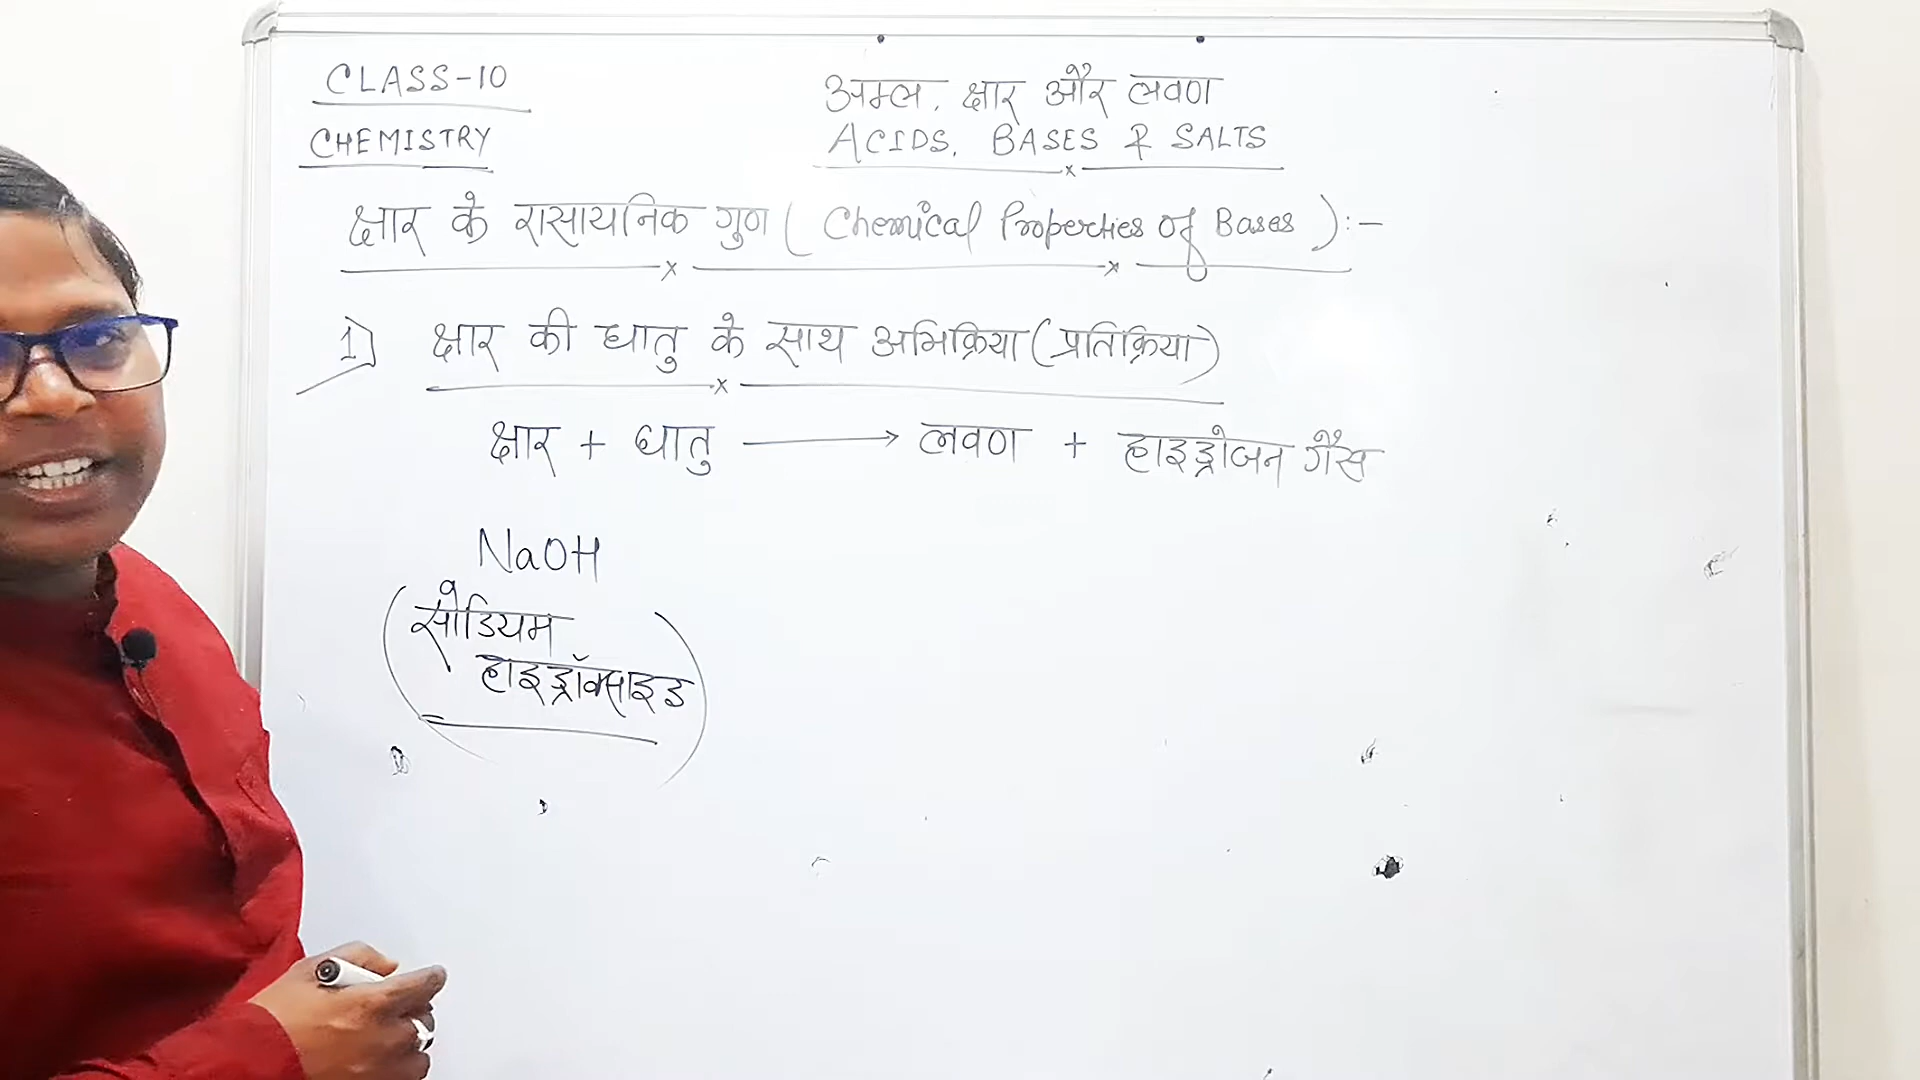 CLASS-10
CHEMISTRY
अम्ल, क्षार और लवण
ACIDS, BASES & SALTS
क्षार के रासायनिक गुण ( Chemical Properties of Bases ):-
1) क्षार की धातु के साथ अभिक्रिया (प्रतिक्रिया)
क्षार + धातु ⟶ लवण + हाइड्रोजन गैस
NaOH
(सोडियम
हाइड्रॉक्साइड)